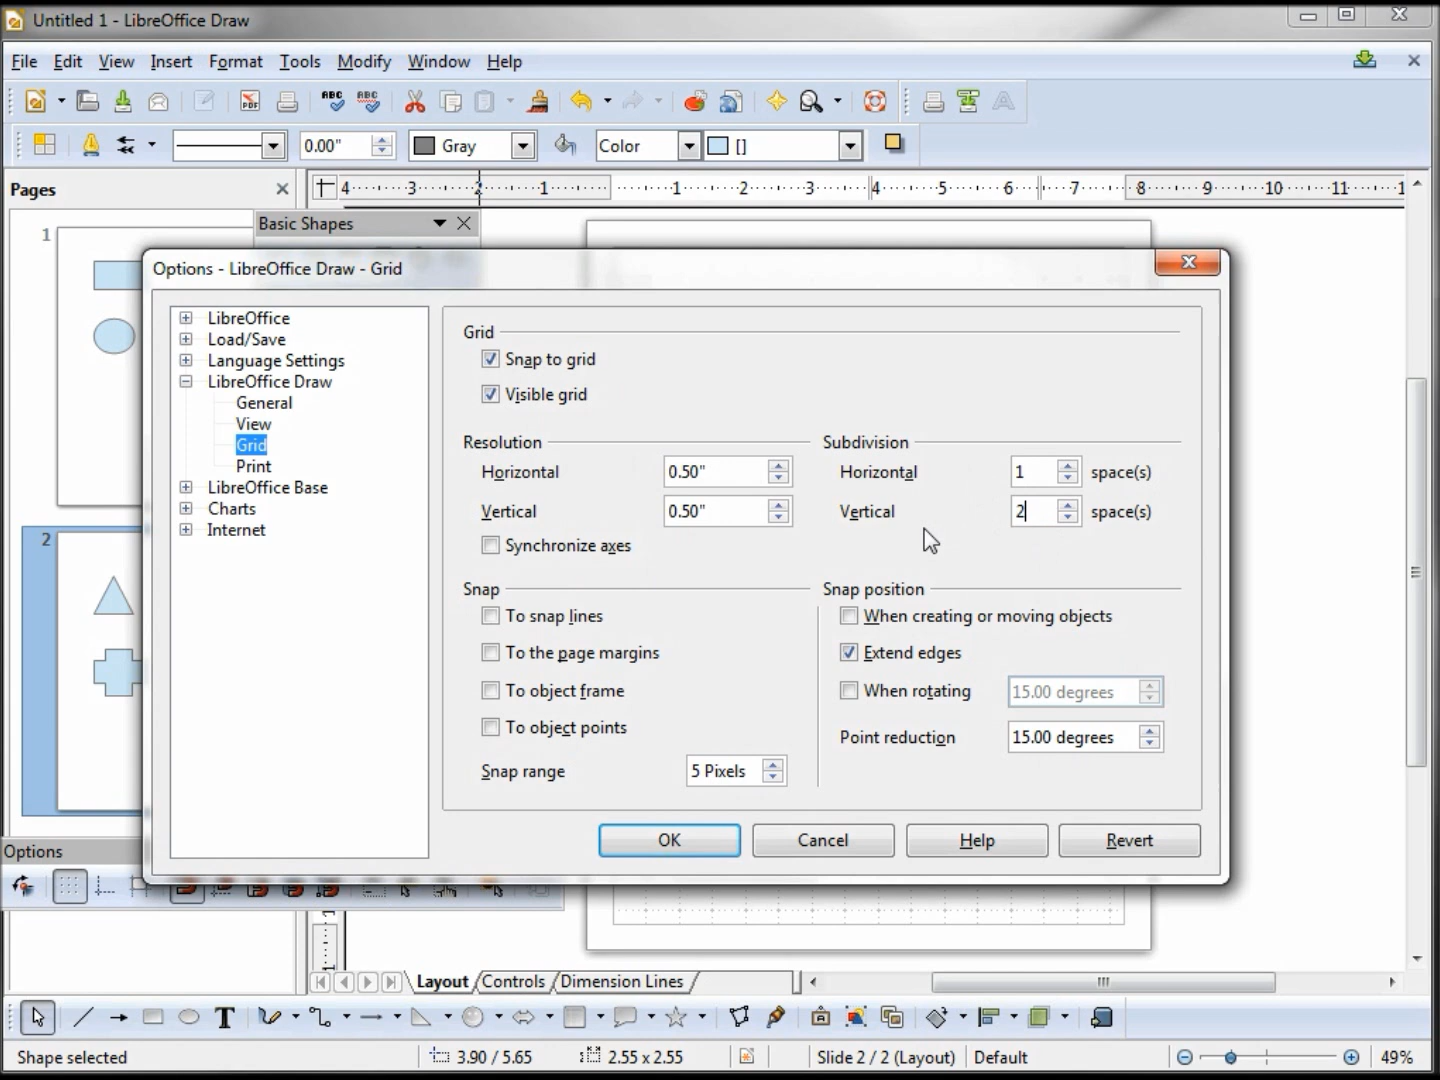 Untitled 1 - LibreOffice Draw
File Edit View Insert Format Tools Modify Window Help
PDF ABC ABC
0.00" Gray Color []
Pages
4 3 2 1 1 2 3 4 5 6 7 8 9 10 11 1
Basic Shapes
1
Options - LibreOffice Draw - Grid
LibreOffice
Load/Save
Language Settings
LibreOffice Draw
General
View
Grid
Print
LibreOffice Base
Charts
Internet
Grid
Snap to grid
Visible grid
Resolution
Horizontal 0.50"
Vertical 0.50"
Synchronize axes
Subdivision
Horizontal 1 space(s)
Vertical 2 space(s)
Snap
To snap lines
To the page margins
To object frame
To object points
Snap range 5 Pixels
Snap position
When creating or moving objects
Extend edges
When rotating 15.00 degrees
Point reduction 15.00 degrees
OK Cancel Help Revert
2
Options
Layout Controls Dimension Lines
T
Shape selected 3.90 / 5.65 2.55 x 2.55 Slide 2 / 2 (Layout) Default 49%